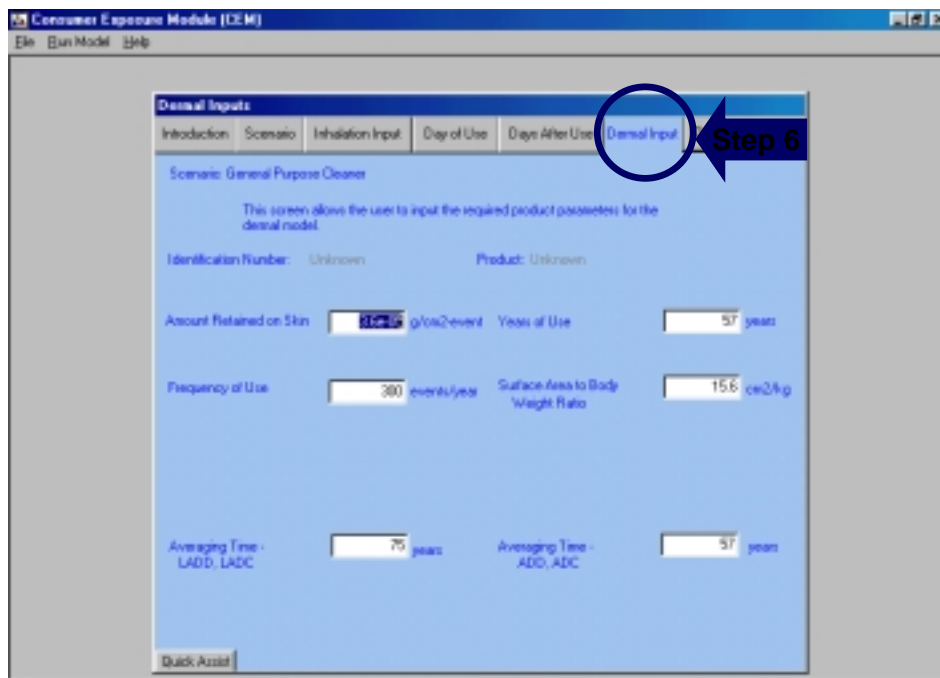 Consumer Exposure Module (CEM)
File Run Model Help
Dermal Inputs
Introduction Scenario Inhalation Input Day of Use Days After Use Dermal Input
Step 6
Scenario: General Purpose Cleaner
This screen allows the user to input the required product parameters for the
dermal model.
Identification Number: Unknown Product: Unknown
Amount Retained on Skin g/cm2-event Years of Use 57 years
Frequency of Use 300 events/year Surface Area to Body
Weight Ratio 15.6 cm2/kg
Averaging Time -
LADD, LADC 75 years
Averaging Time -
ADD, ADC 57 years
Quick Assist